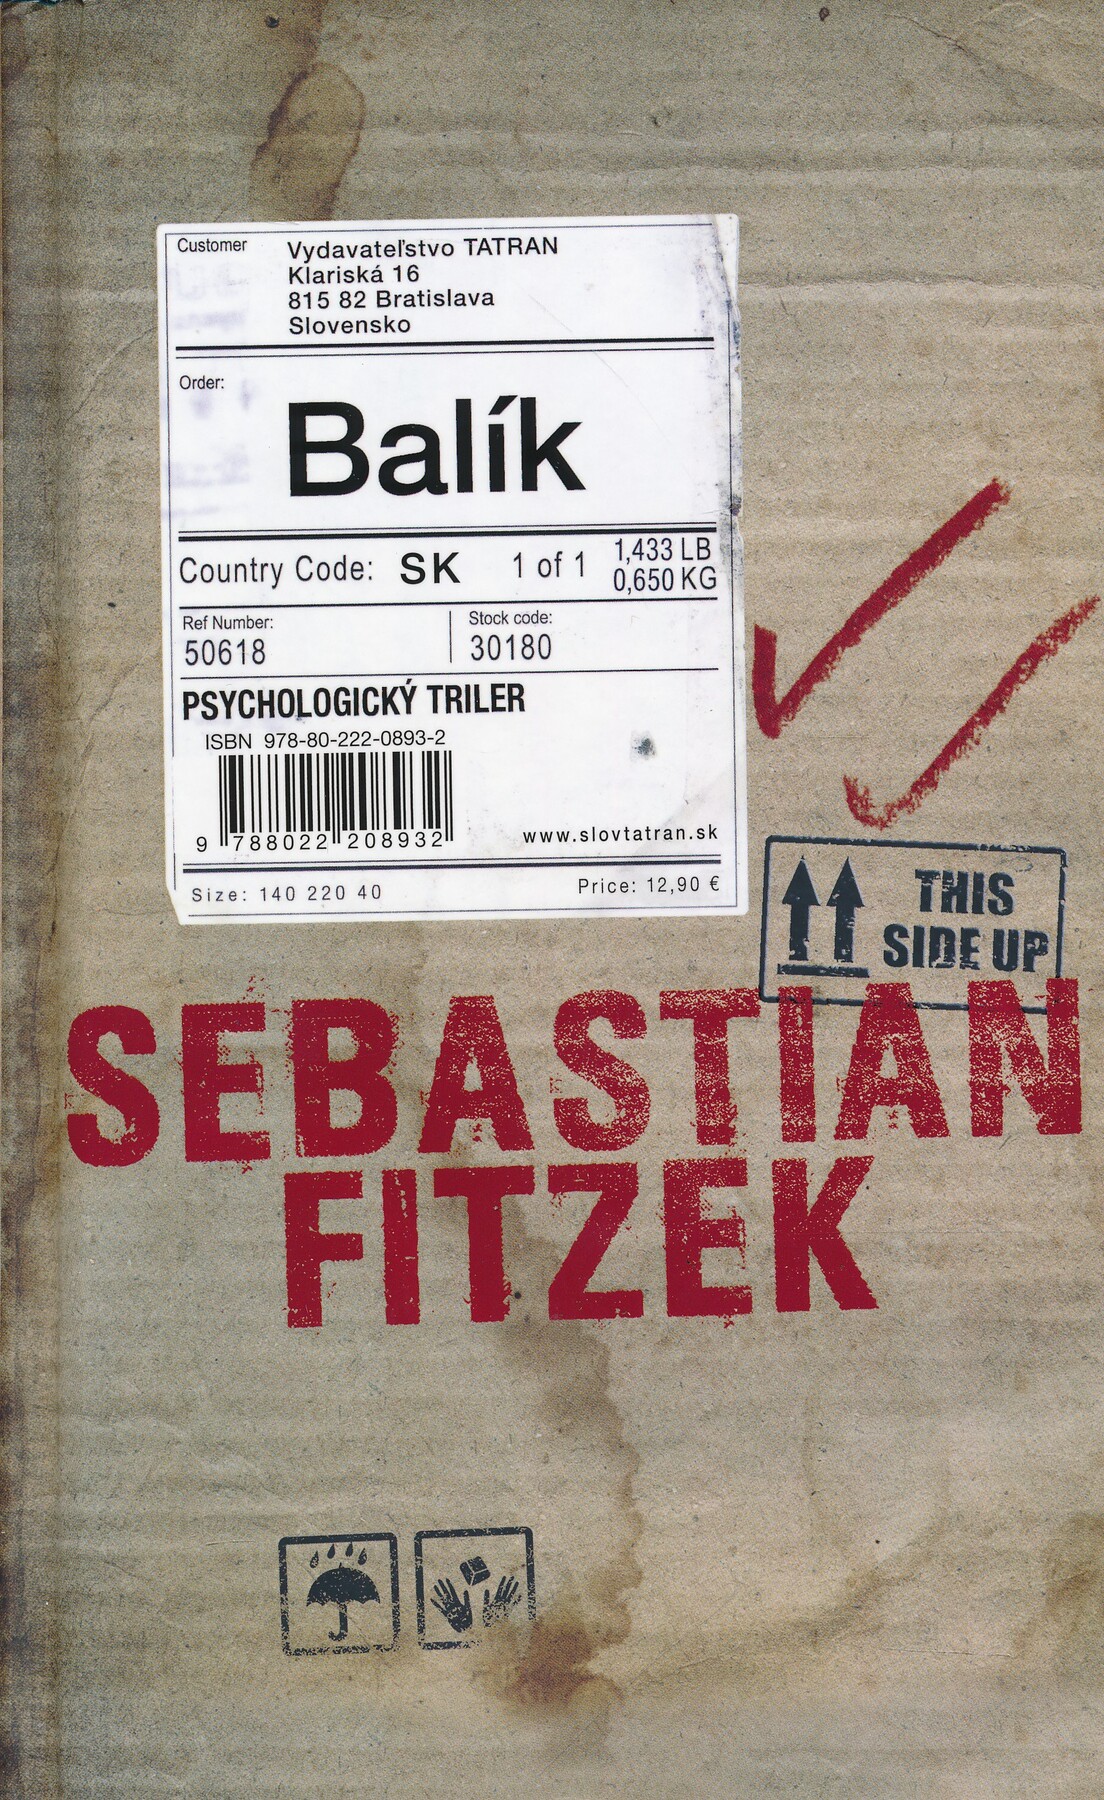 Customer
Vydavateľstvo TATRAN
Klariská 16
815 82 Bratislava
Slovensko
Order:
Balík
Country Code: SK 1 of 1 1,433 LB
0,650 KG
Ref Number: Stock code:
50618 30180
PSYCHOLOGICKÝ TRILER
ISBN 978-80-222-0893-2
9 788022 208932
www.slovtatran.sk
Size: 140 220 40 Price: 12,90 €
THIS
SIDE UP
SEBASTIAN
FITZEK